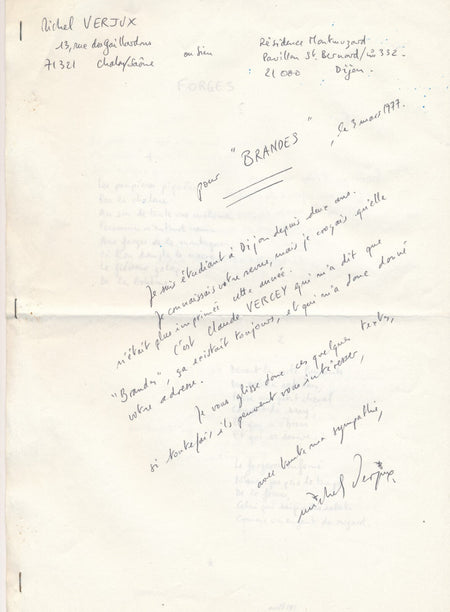 Michel VERJUX
13, rue des Gaillardons
71321 Chalon/Saône
ou bien
Résidence Montmuzard
Pavillon St. Bernard/n° 332.
21000 Dijon.
FORGES
le 3 mars 1977.
pour "BRANDES"
Je suis étudiant à Dijon depuis deux ans.
Je connaissais votre revue, mais je croyais qu'elle
n'était plus imprimée cette année.
C'est Claude VERCEY qui m'a dit que
"Brandes", ça existait toujours, et qui m'a donc donné
votre adresse.
Je vous glisse donc ces quelques textes,
si toutefois ils peuvent vous intéresser,
avec toute ma sympathie,
Michel Verjux